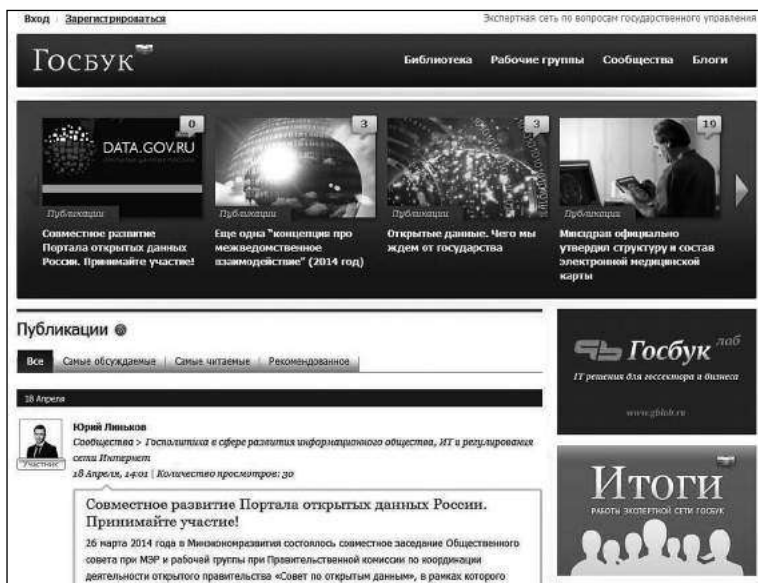 Вход Зарегистрироваться
Экспертная сеть по вопросам государственного управления
Госбук
Библиотека Рабочие группы Сообщества Блоги
0
DATA.GOV.RU
Публикации
Совместное развитие
Портала открытых данных
России. Принимайте участие!
3
Публикации
Еще одна "концепция про
межведомственное
взаимодействие" (2014 год)
3
Публикации
Открытые данные. Чего мы
ждем от государства
19
Публикации
Минздрав официально
утвердил структуру и состав
электронной медицинской
карты
Публикации
Все Самые обсуждаемые Самые читаемые Рекомендованное
18 Апреля
Участник
Юрий Линьков
Сообщества > Госполитика в сфере развития информационного общества, ИТ и регулирования
сети Интернет
18 Апреля, 14:01 | Количество просмотров: 30
Совместное развитие Портала открытых данных России.
Принимайте участие!
26 марта 2014 года в Минэкономразвития состоялось совместное заседание Общественного
совета при МЭР и рабочей группы при Правительственной комиссии по координации
деятельности открытого правительства «Совет по открытым данным», в рамках которого
Госбук лаб
IT решения для госсектора и бизнеса
www.gblab.ru
Итоги
РАБОТЫ ЭКСПЕРТНОЙ СЕТИ ГОСБУК